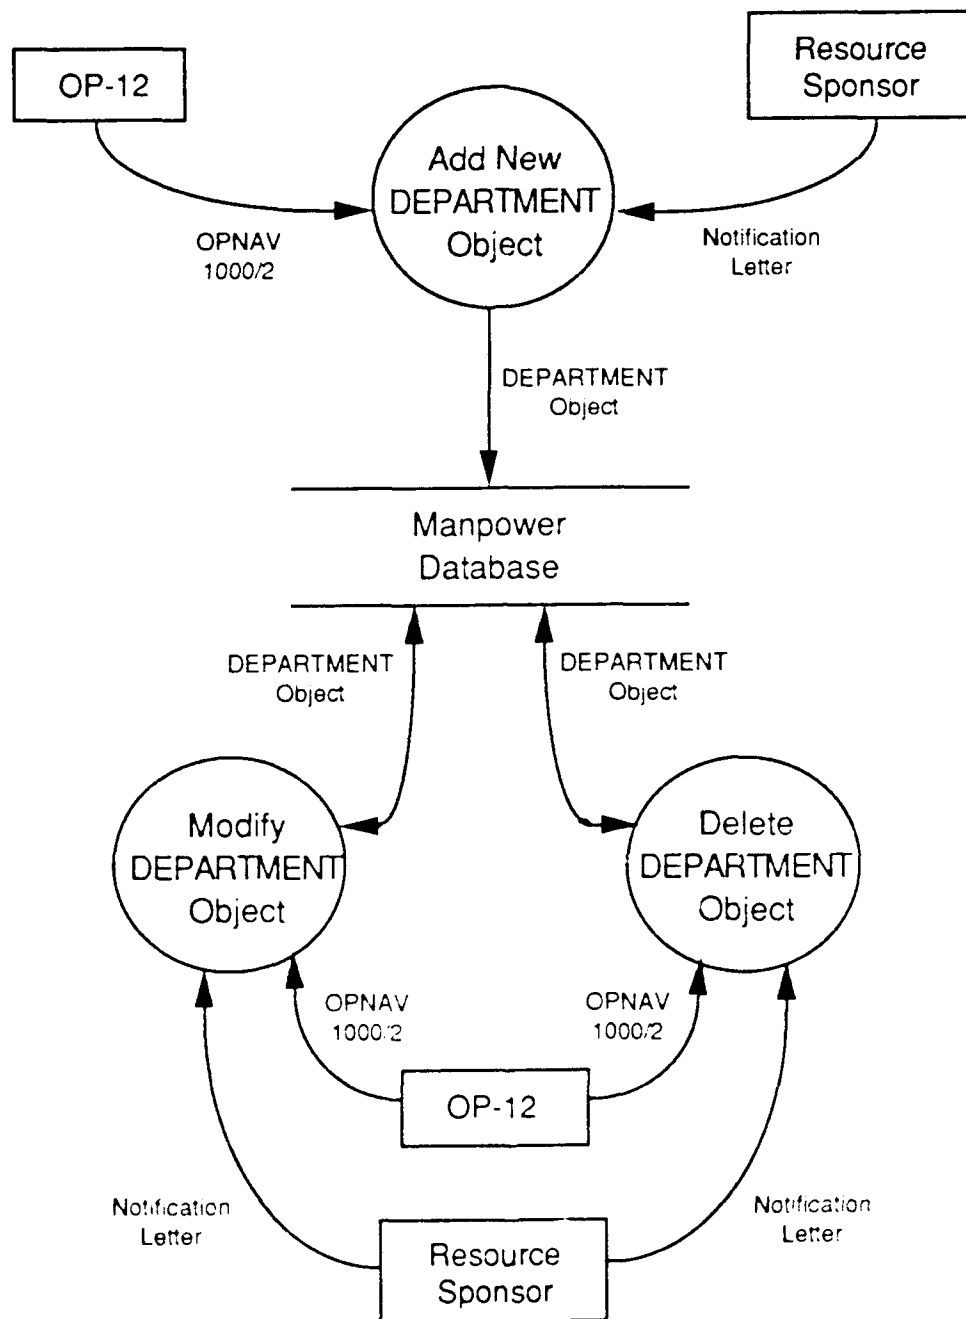 OP-12
Resource
Sponsor
Add New
DEPARTMENT
Object
OPNAV
1000/2
Notification
Letter
DEPARTMENT
Object
Manpower
Database
DEPARTMENT
Object
DEPARTMENT
Object
Modify
DEPARTMENT
Object
Delete
DEPARTMENT
Object
OPNAV
1000/2
OPNAV
1000/2
OP-12
Notification
Letter
Notification
Letter
Resource
Sponsor